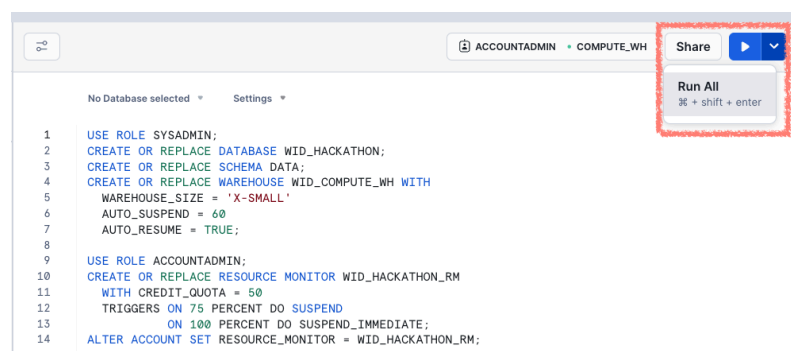 ACCOUNTADMIN • COMPUTE_WH Share
Run All
⌘ + shift + enter
No Database selected Settings
1 USE ROLE SYSADMIN;
2 CREATE OR REPLACE DATABASE WID_HACKATHON;
3 CREATE OR REPLACE SCHEMA DATA;
4 CREATE OR REPLACE WAREHOUSE WID_COMPUTE_WH WITH
5 WAREHOUSE_SIZE = 'X-SMALL'
6 AUTO_SUSPEND = 60
7 AUTO_RESUME = TRUE;
8
9 USE ROLE ACCOUNTADMIN;
10 CREATE OR REPLACE RESOURCE MONITOR WID_HACKATHON_RM
11 WITH CREDIT_QUOTA = 50
12 TRIGGERS ON 75 PERCENT DO SUSPEND
13 ON 100 PERCENT DO SUSPEND_IMMEDIATE;
14 ALTER ACCOUNT SET RESOURCE_MONITOR = WID_HACKATHON_RM;